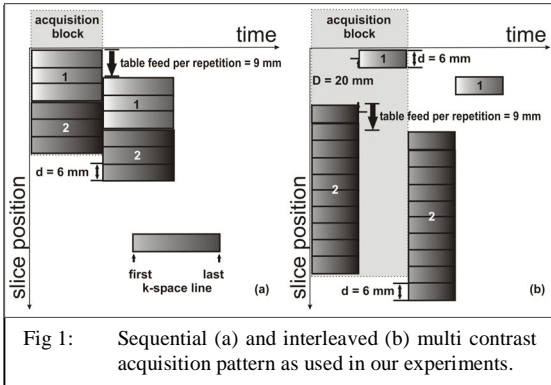 acquisition block
time
table feed per repetition = 9 mm
1
1
2
2
d = 6 mm
slice position
first
last
k-space line
(a)
acquisition block
time
d = 6 mm
D = 20 mm
1
table feed per repetition = 9 mm
2
2
d = 6 mm
slice position
(b)
Fig 1: Sequential (a) and interleaved (b) multi contrast
acquisition pattern as used in our experiments.